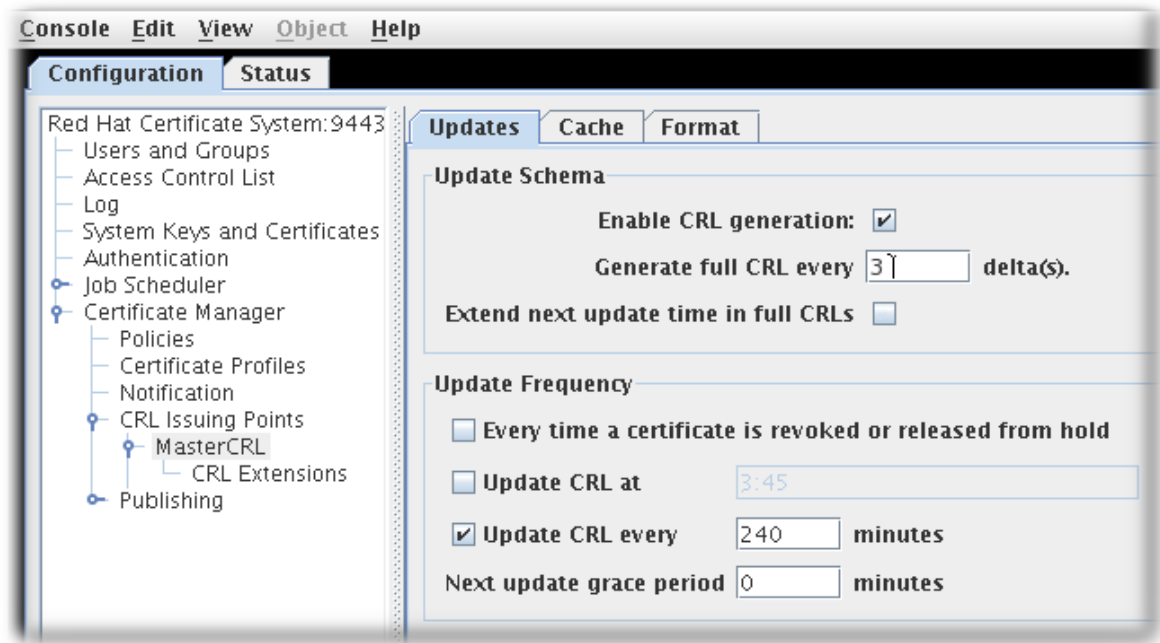 Console Edit View Object Help
Configuration Status
Red Hat Certificate System:9443
Users and Groups
Access Control List
Log
System Keys and Certificates
Authentication
Job Scheduler
Certificate Manager
Policies
Certificate Profiles
Notification
CRL Issuing Points
MasterCRL
CRL Extensions
Publishing
Updates Cache Format
Update Schema
Enable CRL generation:
Generate full CRL every 3 delta(s).
Extend next update time in full CRLs
Update Frequency
Every time a certificate is revoked or released from hold
Update CRL at 3:45
Update CRL every 240 minutes
Next update grace period 0 minutes